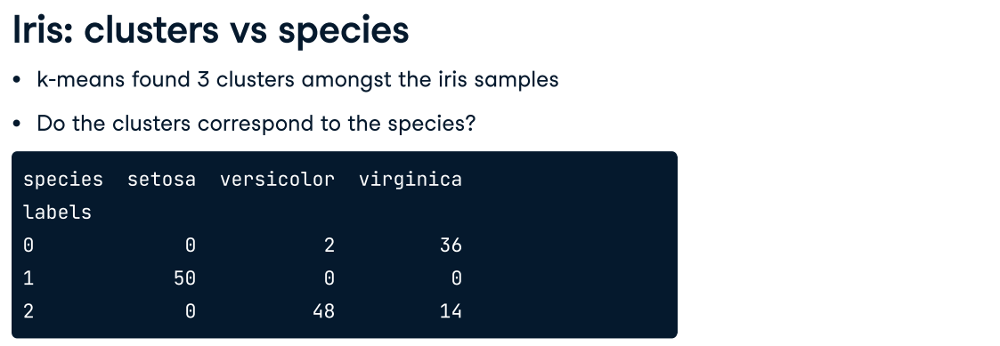 Iris: clusters vs species
• k-means found 3 clusters amongst the iris samples
• Do the clusters correspond to the species?
species  setosa  versicolor  virginica
labels
0             0           2         36
1            50           0          0
2             0          48         14